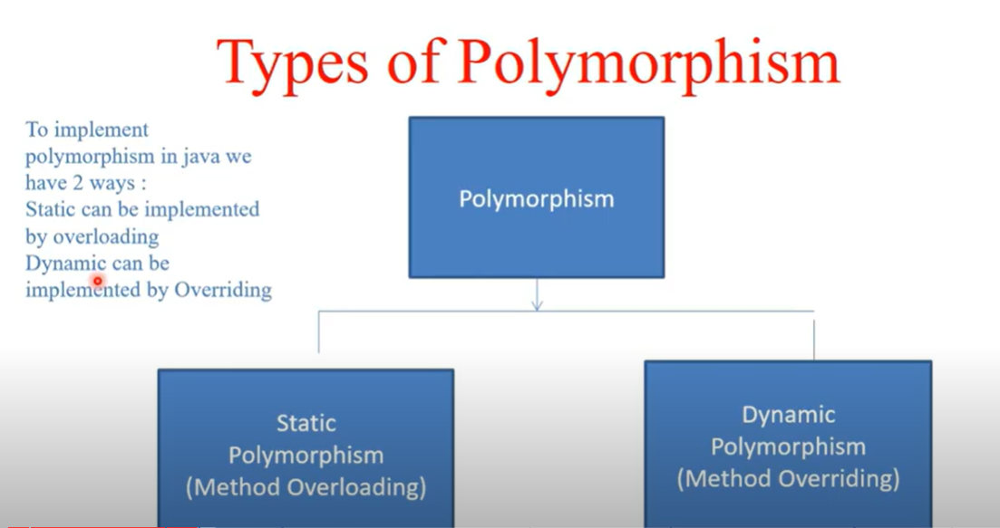 Types of Polymorphism
To implement
polymorphism in java we
have 2 ways :
Static can be implemented
by overloading
Dynamic can be
implemented by Overriding
Polymorphism
Static
Polymorphism
(Method Overloading)
Dynamic
Polymorphism
(Method Overriding)